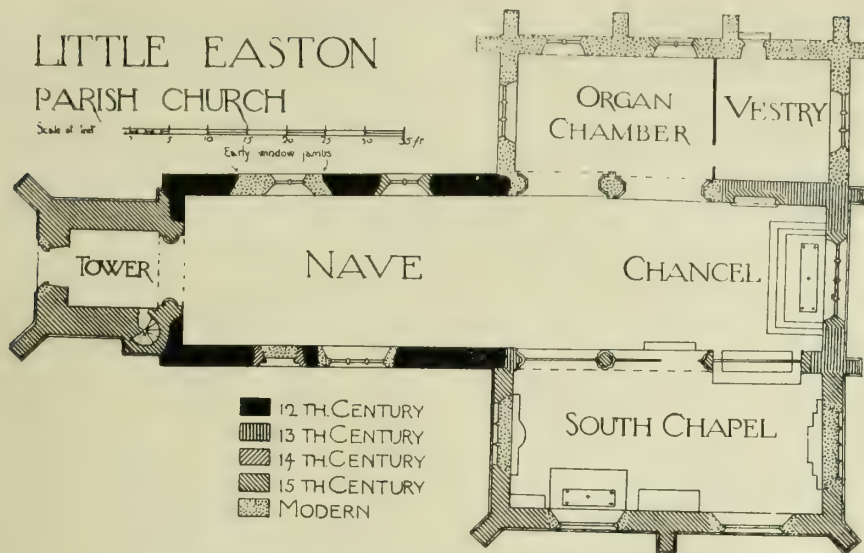 LITTLE EASTON
PARISH CHURCH
Scale of feet
5 10 15 20 25 30 35 ft
Early window jambs
ORGAN
CHAMBER
VESTRY
TOWER
NAVE
CHANCEL
SOUTH CHAPEL
12 TH. CENTURY
13 TH CENTURY
14 TH. CENTURY
15 TH CENTURY
MODERN